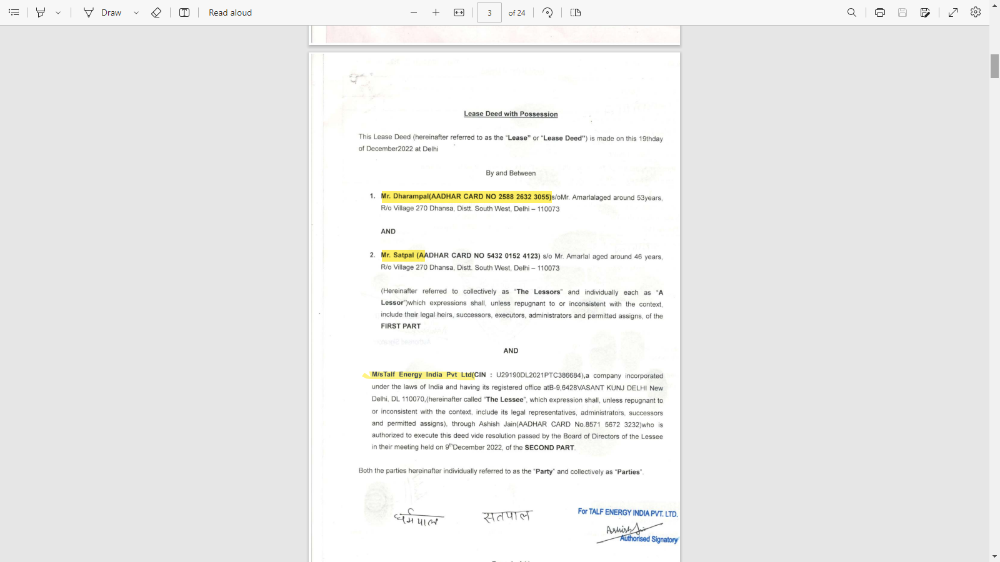 Draw
Read aloud
3
of 24
Lease Deed with Possession
This Lease Deed (hereinafter referred to as the “Lease” or “Lease Deed”) is made on this 19thday
of December2022 at Delhi
By and Between
1. Mr. Dharampal(AADHAR CARD NO 2588 2632 3055)s/oMr. Amarlalaged around 53years,
R/o Village 270 Dhansa, Distt. South West, Delhi – 110073
AND
2. Mr. Satpal (AADHAR CARD NO 5432 0152 4123) s/o Mr. Amarlal aged around 46 years,
R/o Village 270 Dhansa, Distt. South West, Delhi – 110073
(Hereinafter referred to collectively as “The Lessors” and individually each as “A
Lessor”)which expressions shall, unless repugnant to or inconsistent with the context,
include their legal heirs, successors, executors, administrators and permitted assigns, of the
FIRST PART
AND
M/sTalf Energy India Pvt Ltd(CIN : U29190DL2021PTC386684),a company incorporated
under the laws of India and having its registered office atB-9,6428VASANT KUNJ DELHI New
Delhi, DL 110070,(hereinafter called “The Lessee”, which expression shall, unless repugnant to
or inconsistent with the context, include its legal representatives, administrators, successors
and permitted assigns), through Ashish Jain(AADHAR CARD No.8571 5672 3232)who is
authorized to execute this deed vide resolution passed by the Board of Directors of the Lessee
in their meeting held on 9thDecember 2022, of the SECOND PART.
Both the parties hereinafter individually referred to as the “Party” and collectively as “Parties”.
धर्मपाल
सतपाल
For TALF ENERGY INDIA PVT. LTD.
Authorised Signatory